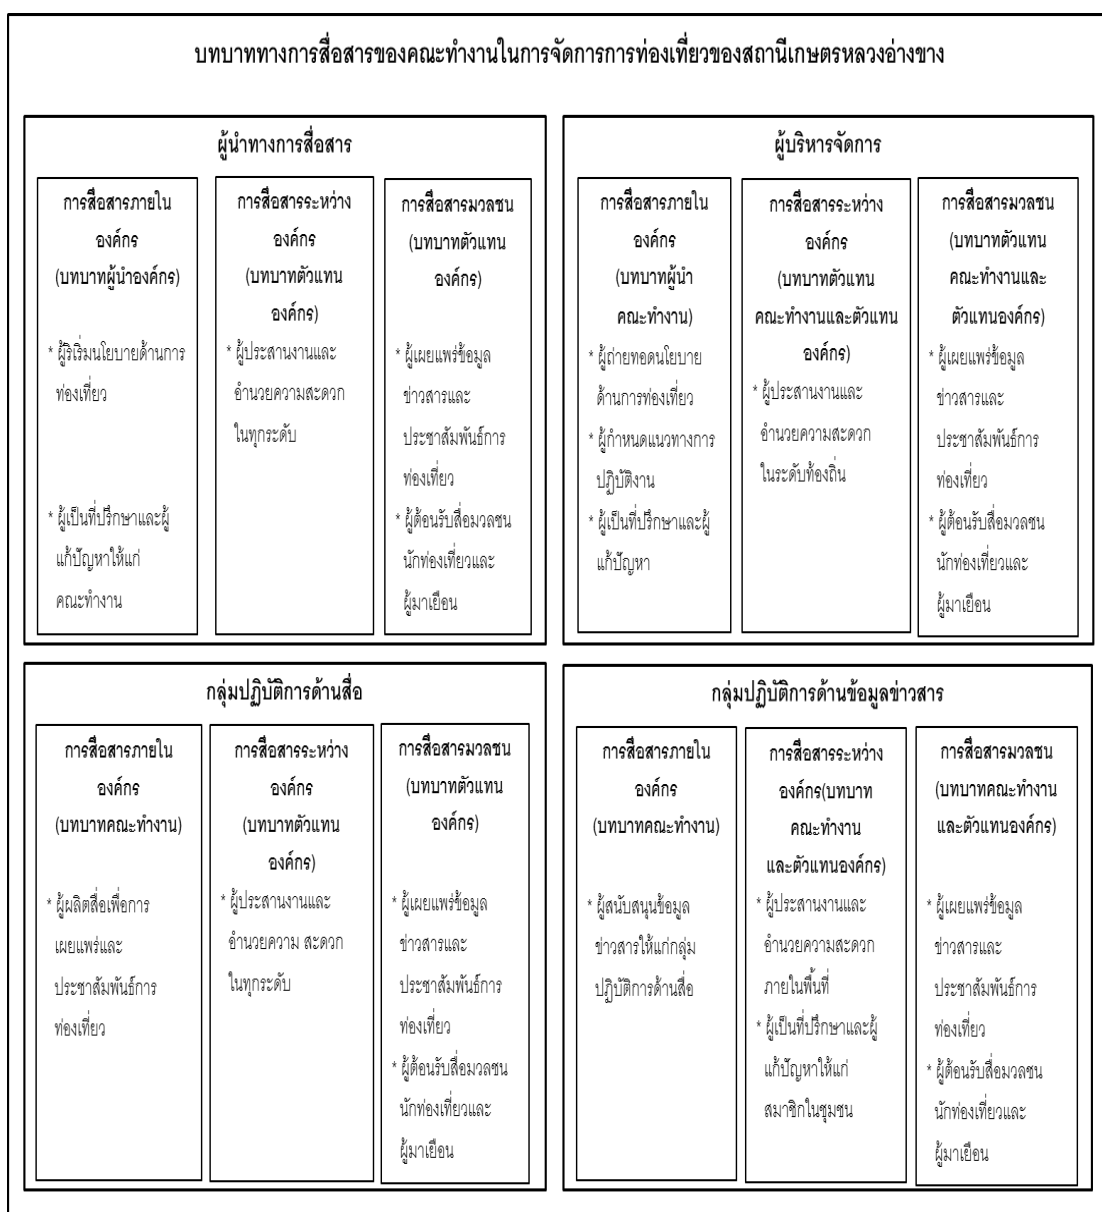 บทบาททางการสื่อสารของคณะทำงานในการจัดการการท่องเที่ยวของสถานีเกษตรหลวงอ่างขาง
ผู้นำทางการสื่อสาร
การสื่อสารภายใน
องค์กร
(บทบาทผู้นำองค์กร)
* ผู้ริเริ่มนโยบายด้านการ
ท่องเที่ยว
* ผู้เป็นที่ปรึกษาและผู้
แก้ปัญหาให้แก่
คณะทำงาน
การสื่อสารระหว่าง
องค์กร
(บทบาทตัวแทน
องค์กร)
* ผู้ประสานงานและ
อำนวยความสะดวก
ในทุกระดับ
การสื่อสารมวลชน
(บทบาทตัวแทน
องค์กร)
* ผู้เผยแพร่ข้อมูล
ข่าวสารและ
ประชาสัมพันธ์การ
ท่องเที่ยว
* ผู้ต้อนรับสื่อมวลชน
นักท่องเที่ยวและ
ผู้มาเยือน
ผู้บริหารจัดการ
การสื่อสารภายใน
องค์กร
(บทบาทผู้นำ
คณะทำงาน)
* ผู้ถ่ายทอดนโยบาย
ด้านการท่องเที่ยว
* ผู้กำหนดแนวทางการ
ปฏิบัติงาน
* ผู้เป็นที่ปรึกษาและผู้
แก้ปัญหา
การสื่อสารระหว่าง
องค์กร
(บทบาทตัวแทน
คณะทำงานและตัวแทน
องค์กร)
* ผู้ประสานงานและ
อำนวยความสะดวก
ในระดับท้องถิ่น
การสื่อสารมวลชน
(บทบาทตัวแทน
คณะทำงานและ
ตัวแทนองค์กร)
* ผู้เผยแพร่ข้อมูล
ข่าวสารและ
ประชาสัมพันธ์การ
ท่องเที่ยว
* ผู้ต้อนรับสื่อมวลชน
นักท่องเที่ยวและ
ผู้มาเยือน
กลุ่มปฏิบัติการด้านสื่อ
การสื่อสารภายใน
องค์กร
(บทบาทคณะทำงาน)
* ผู้ผลิตสื่อเพื่อการ
เผยแพร่และ
ประชาสัมพันธ์การ
ท่องเที่ยว
การสื่อสารระหว่าง
องค์กร
(บทบาทตัวแทน
องค์กร)
* ผู้ประสานงานและ
อำนวยความ สะดวก
ในทุกระดับ
การสื่อสารมวลชน
(บทบาทตัวแทน
องค์กร)
* ผู้เผยแพร่ข้อมูล
ข่าวสารและ
ประชาสัมพันธ์การ
ท่องเที่ยว
* ผู้ต้อนรับสื่อมวลชน
นักท่องเที่ยวและ
ผู้มาเยือน
กลุ่มปฏิบัติการด้านข้อมูลข่าวสาร
การสื่อสารภายใน
องค์กร
(บทบาทคณะทำงาน)
* ผู้สนับสนุนข้อมูล
ข่าวสารให้แก่กลุ่ม
ปฏิบัติการด้านสื่อ
การสื่อสารระหว่าง
องค์กร(บทบาท
คณะทำงาน
และตัวแทนองค์กร)
* ผู้ประสานงานและ
อำนวยความสะดวก
ภายในพื้นที่
* ผู้เป็นที่ปรึกษาและผู้
แก้ปัญหาให้แก่
สมาชิกในชุมชน
การสื่อสารมวลชน
(บทบาทคณะทำงาน
และตัวแทนองค์กร)
* ผู้เผยแพร่ข้อมูล
ข่าวสารและ
ประชาสัมพันธ์การ
ท่องเที่ยว
* ผู้ต้อนรับสื่อมวลชน
นักท่องเที่ยวและ
ผู้มาเยือน